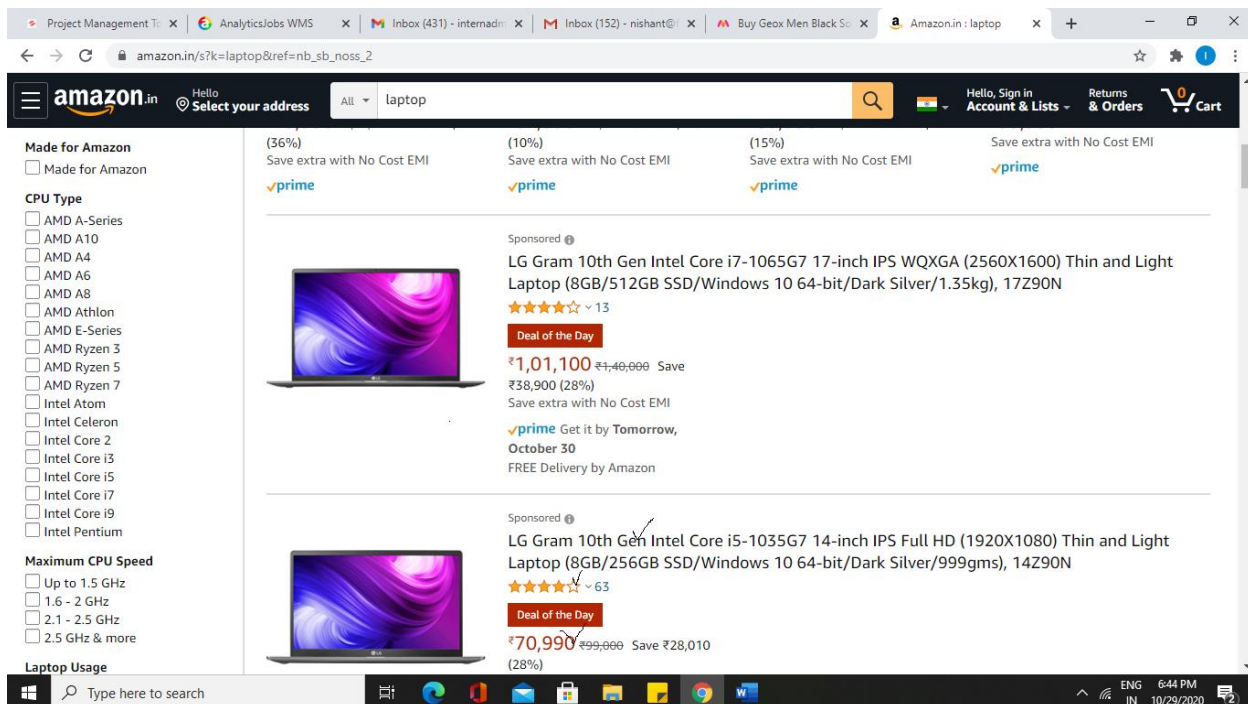 Project Management To
AnalyticsJobs WMS
Inbox (431) - internadm
Inbox (152) - nishant@f
Buy Geox Men Black So
Amazon.in : laptop
amazon.in/s?k=laptop&ref=nb_sb_noss_2
amazon.in
Hello
Select your address
All
laptop
Hello, Sign in
Account & Lists
Returns
& Orders
0
Cart
Made for Amazon
Made for Amazon
CPU Type
AMD A-Series
AMD A10
AMD A4
AMD A6
AMD A8
AMD Athlon
AMD E-Series
AMD Ryzen 3
AMD Ryzen 5
AMD Ryzen 7
Intel Atom
Intel Celeron
Intel Core 2
Intel Core i3
Intel Core i5
Intel Core i7
Intel Core i9
Intel Pentium
Maximum CPU Speed
Up to 1.5 GHz
1.6 - 2 GHz
2.1 - 2.5 GHz
2.5 GHz & more
Laptop Usage
(36%)
Save extra with No Cost EMI
prime
(10%)
Save extra with No Cost EMI
prime
(15%)
Save extra with No Cost EMI
prime
Save extra with No Cost EMI
prime
Sponsored
LG Gram 10th Gen Intel Core i7-1065G7 17-inch IPS WQXGA (2560X1600) Thin and Light
Laptop (8GB/512GB SSD/Windows 10 64-bit/Dark Silver/1.35kg), 17Z90N
13
Deal of the Day
₹1,01,100 ₹1,40,000 Save
₹38,900 (28%)
Save extra with No Cost EMI
prime Get it by Tomorrow,
October 30
FREE Delivery by Amazon
Sponsored
LG Gram 10th Gen Intel Core i5-1035G7 14-inch IPS Full HD (1920X1080) Thin and Light
Laptop (8GB/256GB SSD/Windows 10 64-bit/Dark Silver/999gms), 14Z90N
63
Deal of the Day
₹70,990 ₹99,000 Save ₹28,010
(28%)
Type here to search
ENG
IN
6:44 PM
10/29/2020
2